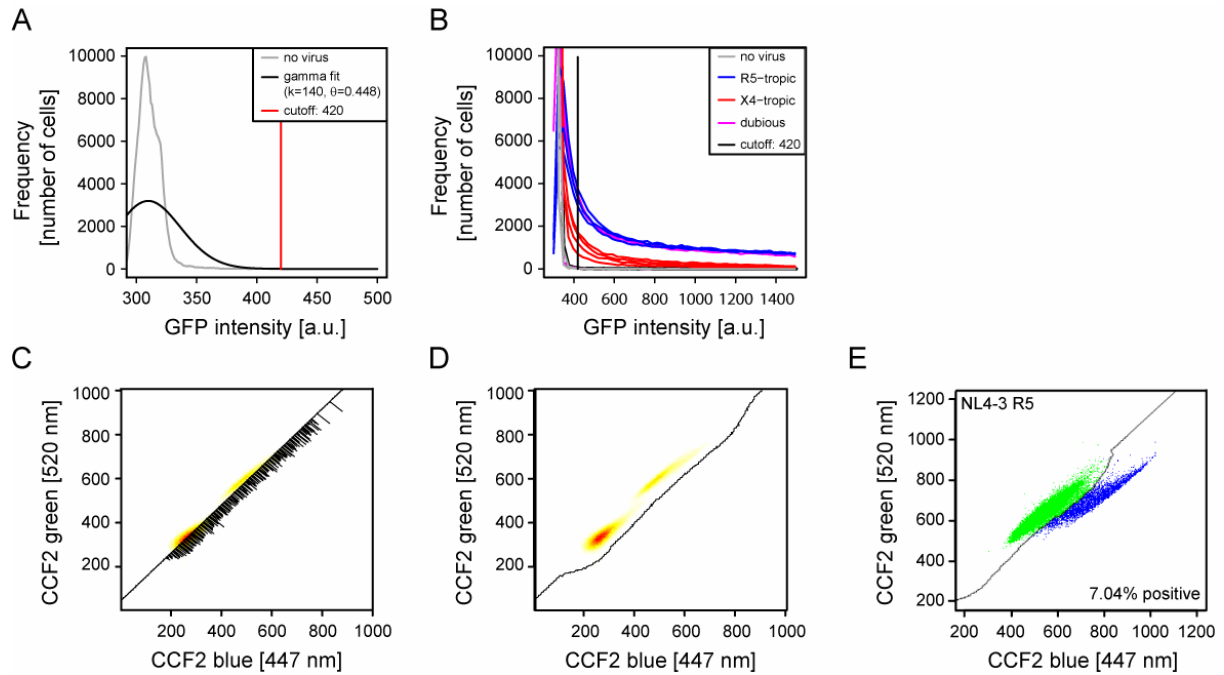 A
Frequency
[number of cells]
10000
8000
6000
4000
2000
0
no virus
gamma fit
(k=140, θ=0.448)
cutoff: 420
300
350
400
450
500
GFP intensity [a.u.]
B
Frequency
[number of cells]
10000
8000
6000
4000
2000
0
no virus
R5-tropic
X4-tropic
dubious
cutoff: 420
400
600
800
1000
1200
1400
GFP intensity [a.u.]
C
CCF2 green [520 nm]
1000
800
600
400
200
200
400
600
800
1000
CCF2 blue [447 nm]
D
CCF2 green [520 nm]
1000
800
600
400
200
200
400
600
800
1000
CCF2 blue [447 nm]
E
CCF2 green [520 nm]
1200
1000
800
600
400
200
NL4-3 R5
7.04% positive
200
400
600
800
1000
1200
CCF2 blue [447 nm]